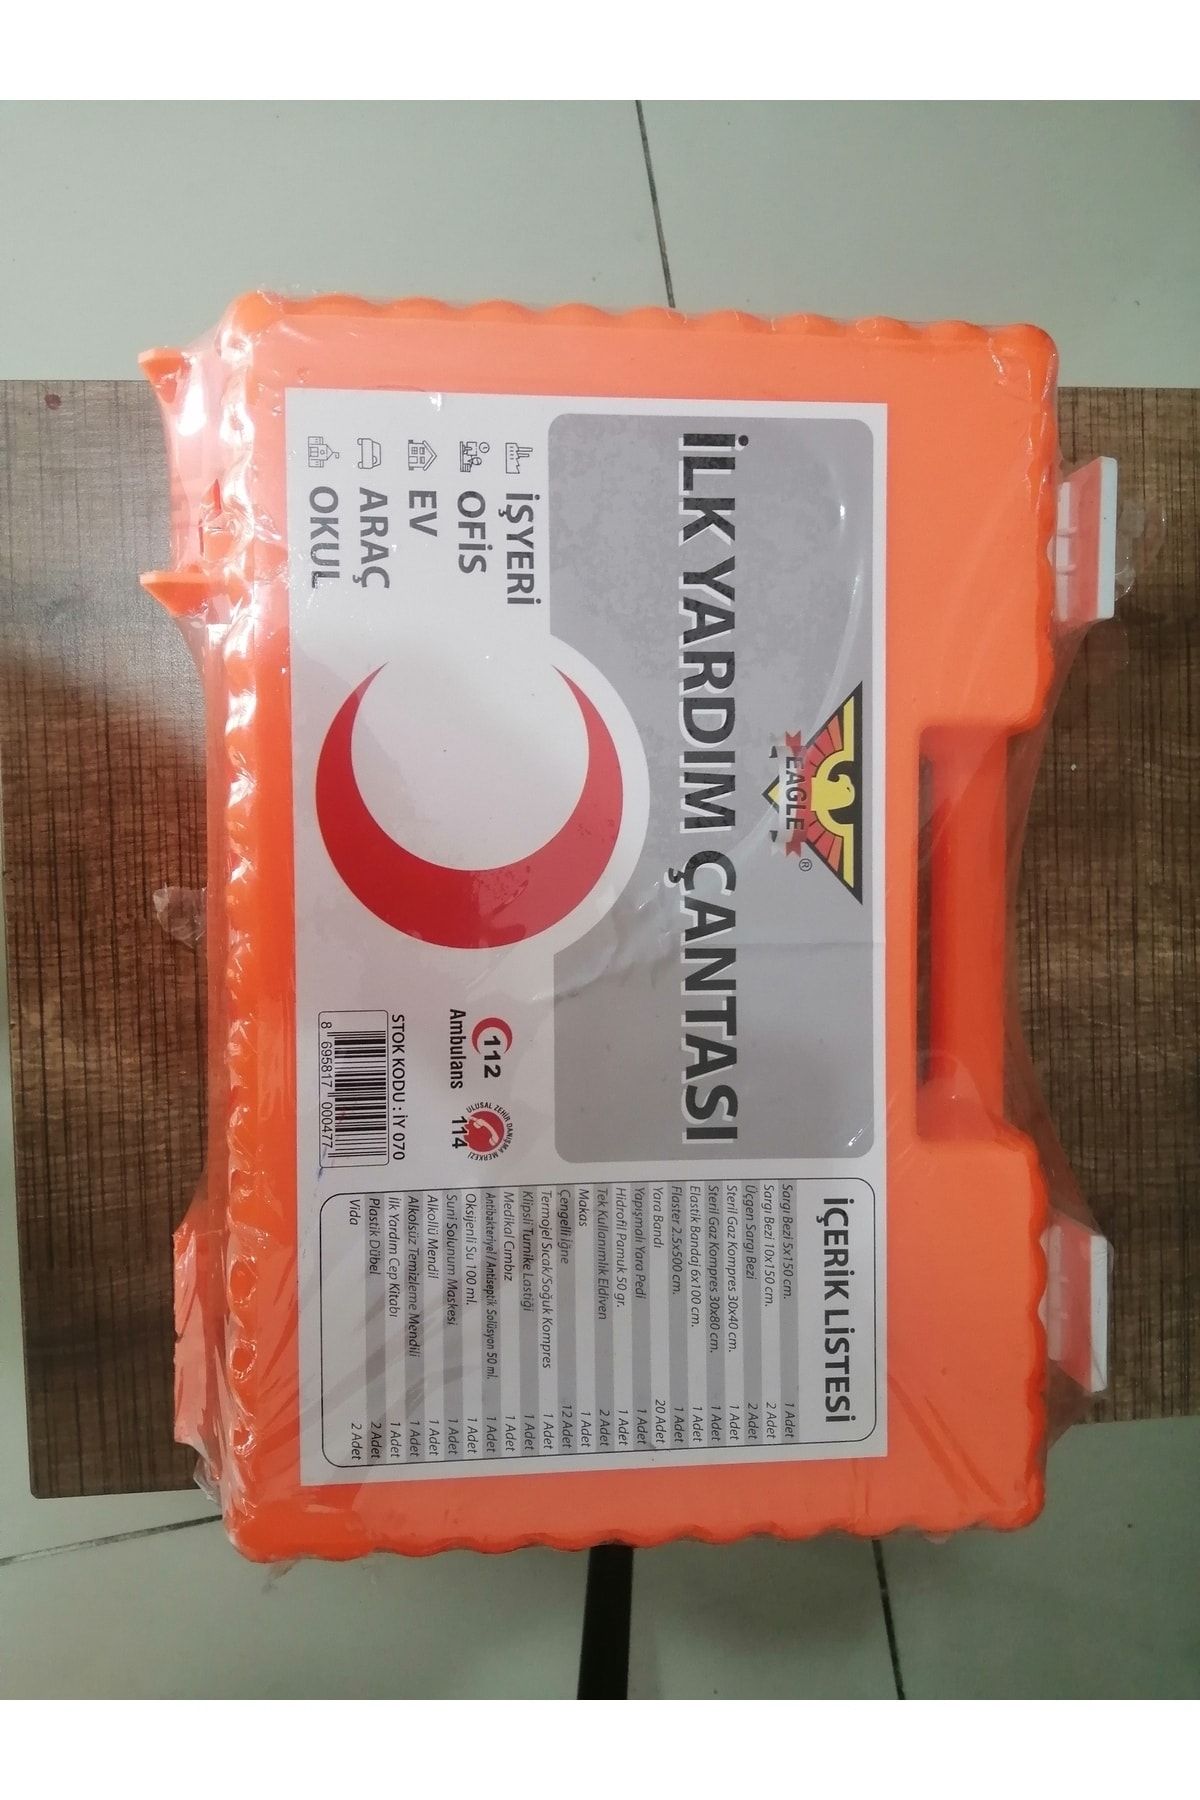 EAGLE
®
İLK YARDIM ÇANTASI
İŞYERİ
OFİS
EV
ARAÇ
OKUL
112
Ambulans
ULUSAL ZEHİR DANIŞMA MERKEZİ
114
STOK KODU : İY 070
8 695817 000477
İÇERİK LİSTESİ
Sargı Bezi 5x150 cm. 1 Adet
Sargı Bezi 10x150 cm. 2 Adet
Üçgen Sargı Bezi 2 Adet
Steril Gaz Kompres 30x40 cm. 1 Adet
Steril Gaz Kompres 30x80 cm. 1 Adet
Elastik Bandaj 6x100 cm. 1 Adet
Flaster 2.5x500 cm. 1 Adet
Yara Bandı 20 Adet
Yapışmalı Yara Pedi 1 Adet
Hidrofil Pamuk 50 gr. 1 Adet
Tek Kullanımlık Eldiven 2 Adet
Makas 1 Adet
Çengelli İğne 12 Adet
Termojel Sıcak/Soğuk Kompres 1 Adet
Klipsli Turnike Lastiği 1 Adet
Medikal Cımbız 1 Adet
Antibakteriyel / Antiseptik Solüsyon 50 ml. 1 Adet
Oksijenli Su 100 ml. 1 Adet
Suni Solunum Maskesi 1 Adet
Alkollü Mendil 1 Adet
Alkolsüz Temizleme Mendili 1 Adet
İlk Yardım Cep Kitabı 1 Adet
Plastik Dübel 2 Adet
Vida 2 Adet